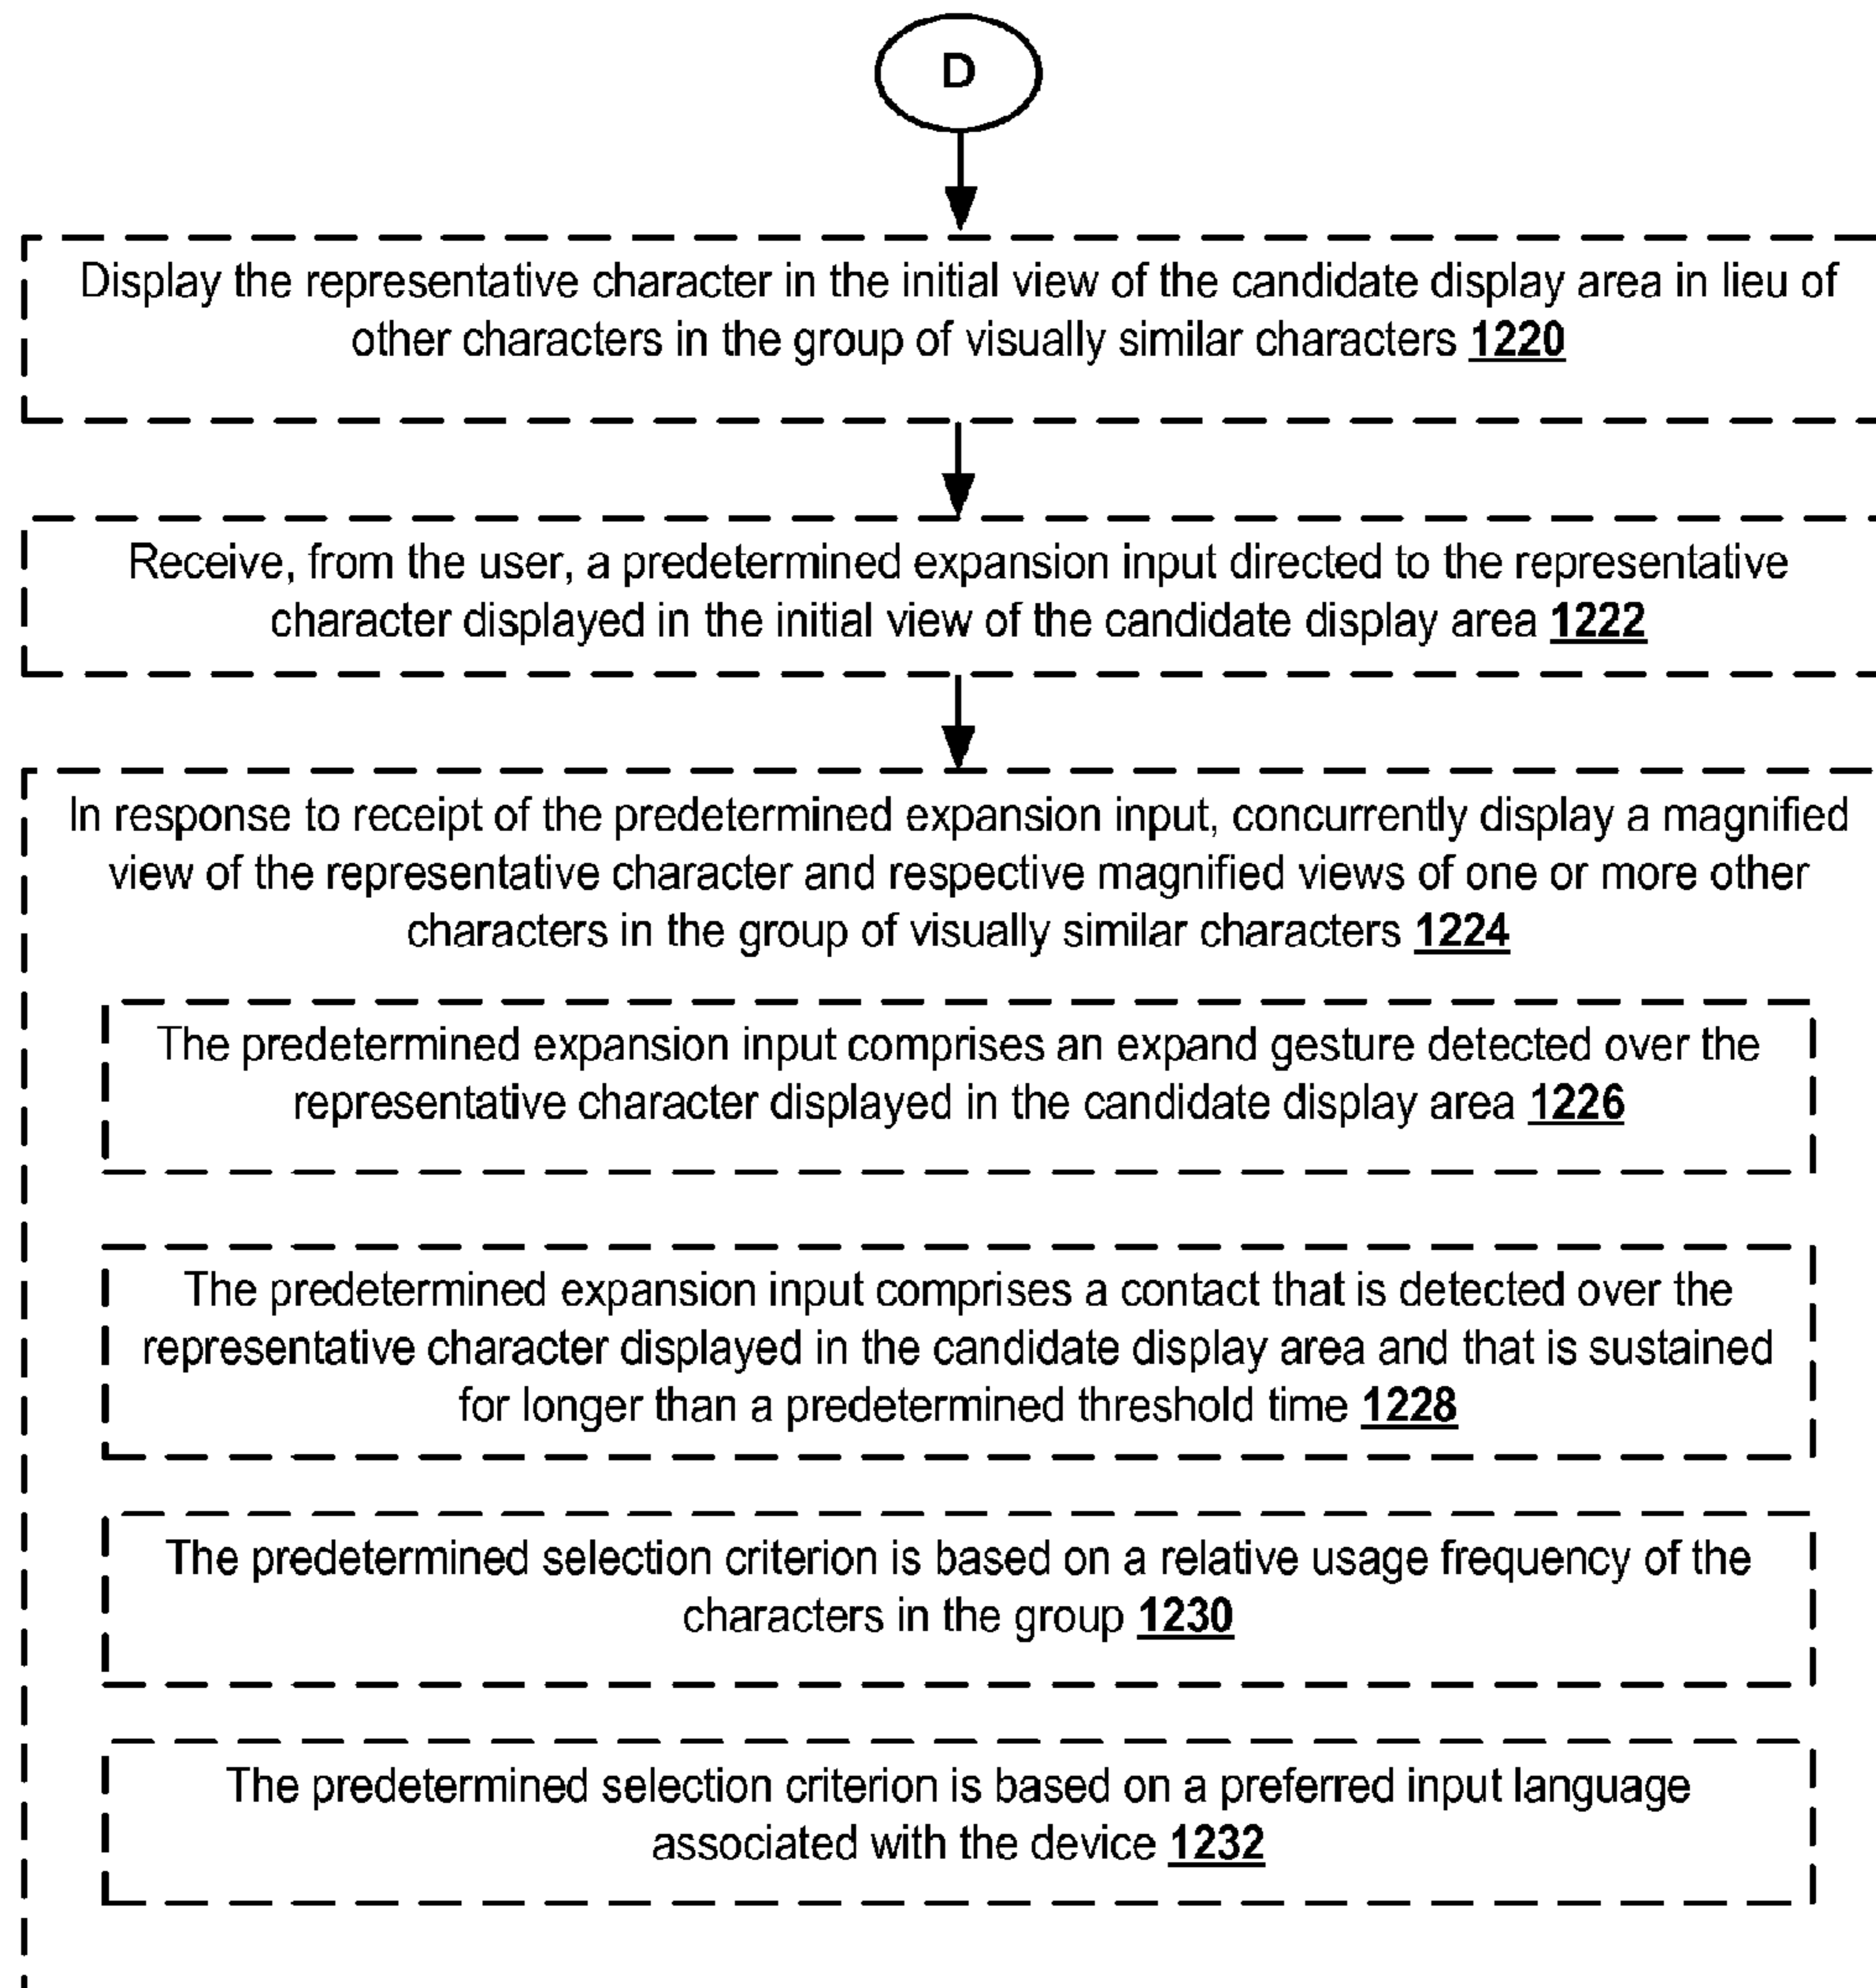 D
Display the representative character in the initial view of the candidate display area in lieu of
other characters in the group of visually similar characters 1220
Receive, from the user, a predetermined expansion input directed to the representative
character displayed in the initial view of the candidate display area 1222
In response to receipt of the predetermined expansion input, concurrently display a magnified
view of the representative character and respective magnified views of one or more other
characters in the group of visually similar characters 1224
The predetermined expansion input comprises an expand gesture detected over the
representative character displayed in the candidate display area 1226
The predetermined expansion input comprises a contact that is detected over the
representative character displayed in the candidate display area and that is sustained
for longer than a predetermined threshold time 1228
The predetermined selection criterion is based on a relative usage frequency of the
characters in the group 1230
The predetermined selection criterion is based on a preferred input language
associated with the device 1232